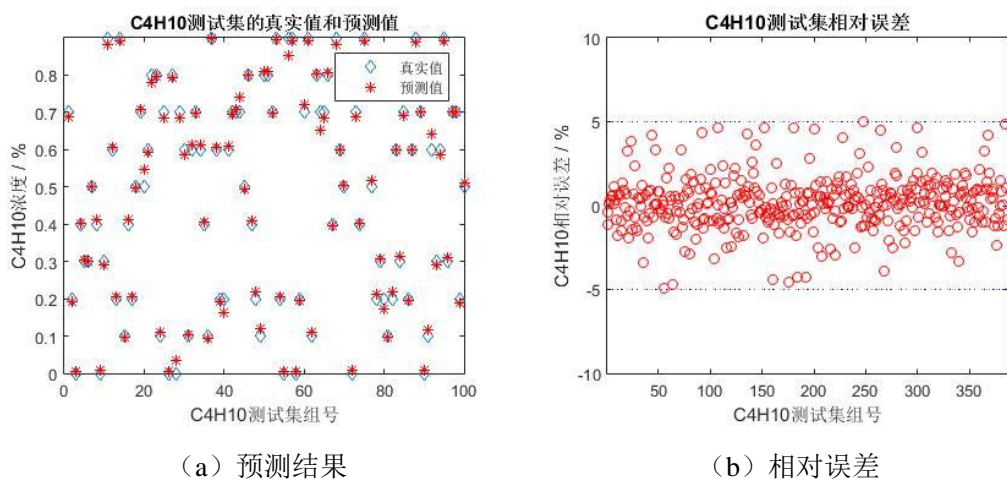 C4H10测试集的真实值和预测值
C4H10浓度 / %
0.8
0.7
0.6
0.5
0.4
0.3
0.2
0.1
0
真实值
预测值
0 20 40 60 80 100
C4H10测试集组号
（a）预测结果
C4H10测试集相对误差
C4H10相对误差 / %
10
5
0
-5
-10
50 100 150 200 250 300 350
C4H10测试集组号
（b）相对误差